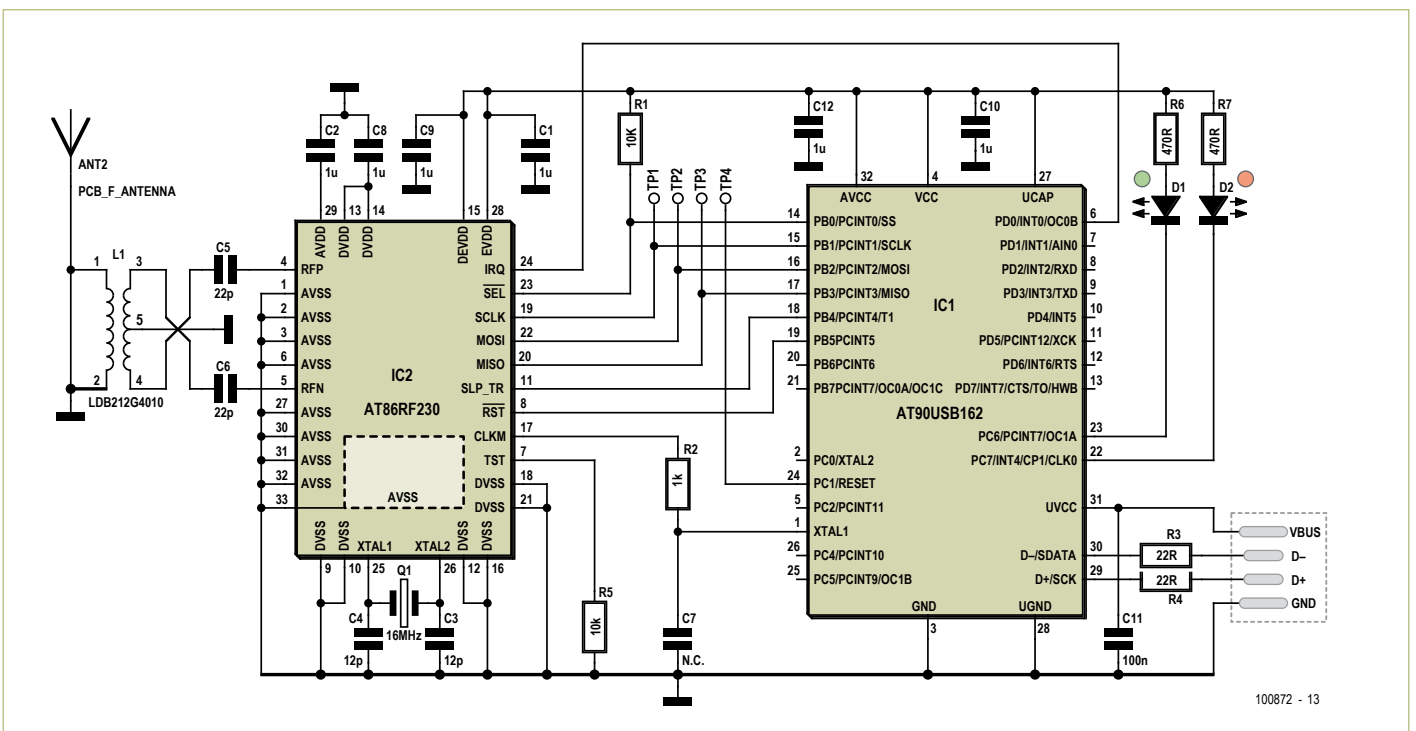 ANT2
PCB_F_ANTENNA
L1
1
3
5
2
4
LDB212G4010
C5
22p
C6
22p
C2
1u
C8
1u
C9
1u
C1
1u
29
13
14
15
28
AVDD
DVDD
DVDD
DEVDD
EVDD
4 RFP
1 AVSS
2 AVSS
3 AVSS
6 AVSS
5 RFN
27 AVSS
30 AVSS
31 AVSS
32 AVSS
33
AVSS
IC2
AT86RF230
IRQ 24
SEL 23
SCLK 19
MOSI 22
MISO 20
SLP_TR 11
RST 8
CLKM 17
TST 7
DVSS 18
DVSS 21
DVSS
DVSS
XTAL1
XTAL2
DVSS
DVSS
9
10
25
26
12
16
Q1
16MHz
C4
12p
C3
12p
R5
10k
R1
10K
TP1
TP2
TP3
TP4
R2
1k
C7
N.C.
C12
1u
C10
1u
32
4
27
AVCC
VCC
UCAP
14 PB0/PCINT0/SS
15 PB1/PCINT1/SCLK
16 PB2/PCINT2/MOSI
17 PB3/PCINT3/MISO
18 PB4/PCINT4/T1
19 PB5PCINT5
20 PB6PCINT6
21 PB7PCINT7/OC0A/OC1C
2 PC0/XTAL2
24 PC1/RESET
5 PC2/PCINT11
1 XTAL1
26 PC4/PCINT10
25 PC5/PCINT9/OC1B
IC1
AT90USB162
PD0/INT0/OC0B 6
PD1/INT1/AIN0 7
PD2/INT2/RXD 8
PD3/INT3/TXD 9
PD4/INT5 10
PD5/PCINT12/XCK 11
PD6/INT6/RTS 12
PD7/INT7/CTS/TO/HWB 13
PC6/PCINT7/OC1A 23
PC7/INT4/CP1/CLK0 22
UVCC 31
D–/SDATA 30
D+/SCK 29
GND
UGND
3
28
R6
470R
R7
470R
D1
D2
R3
22R
22R
R4
C11
100n
VBUS
D–
D+
GND
100872 - 13